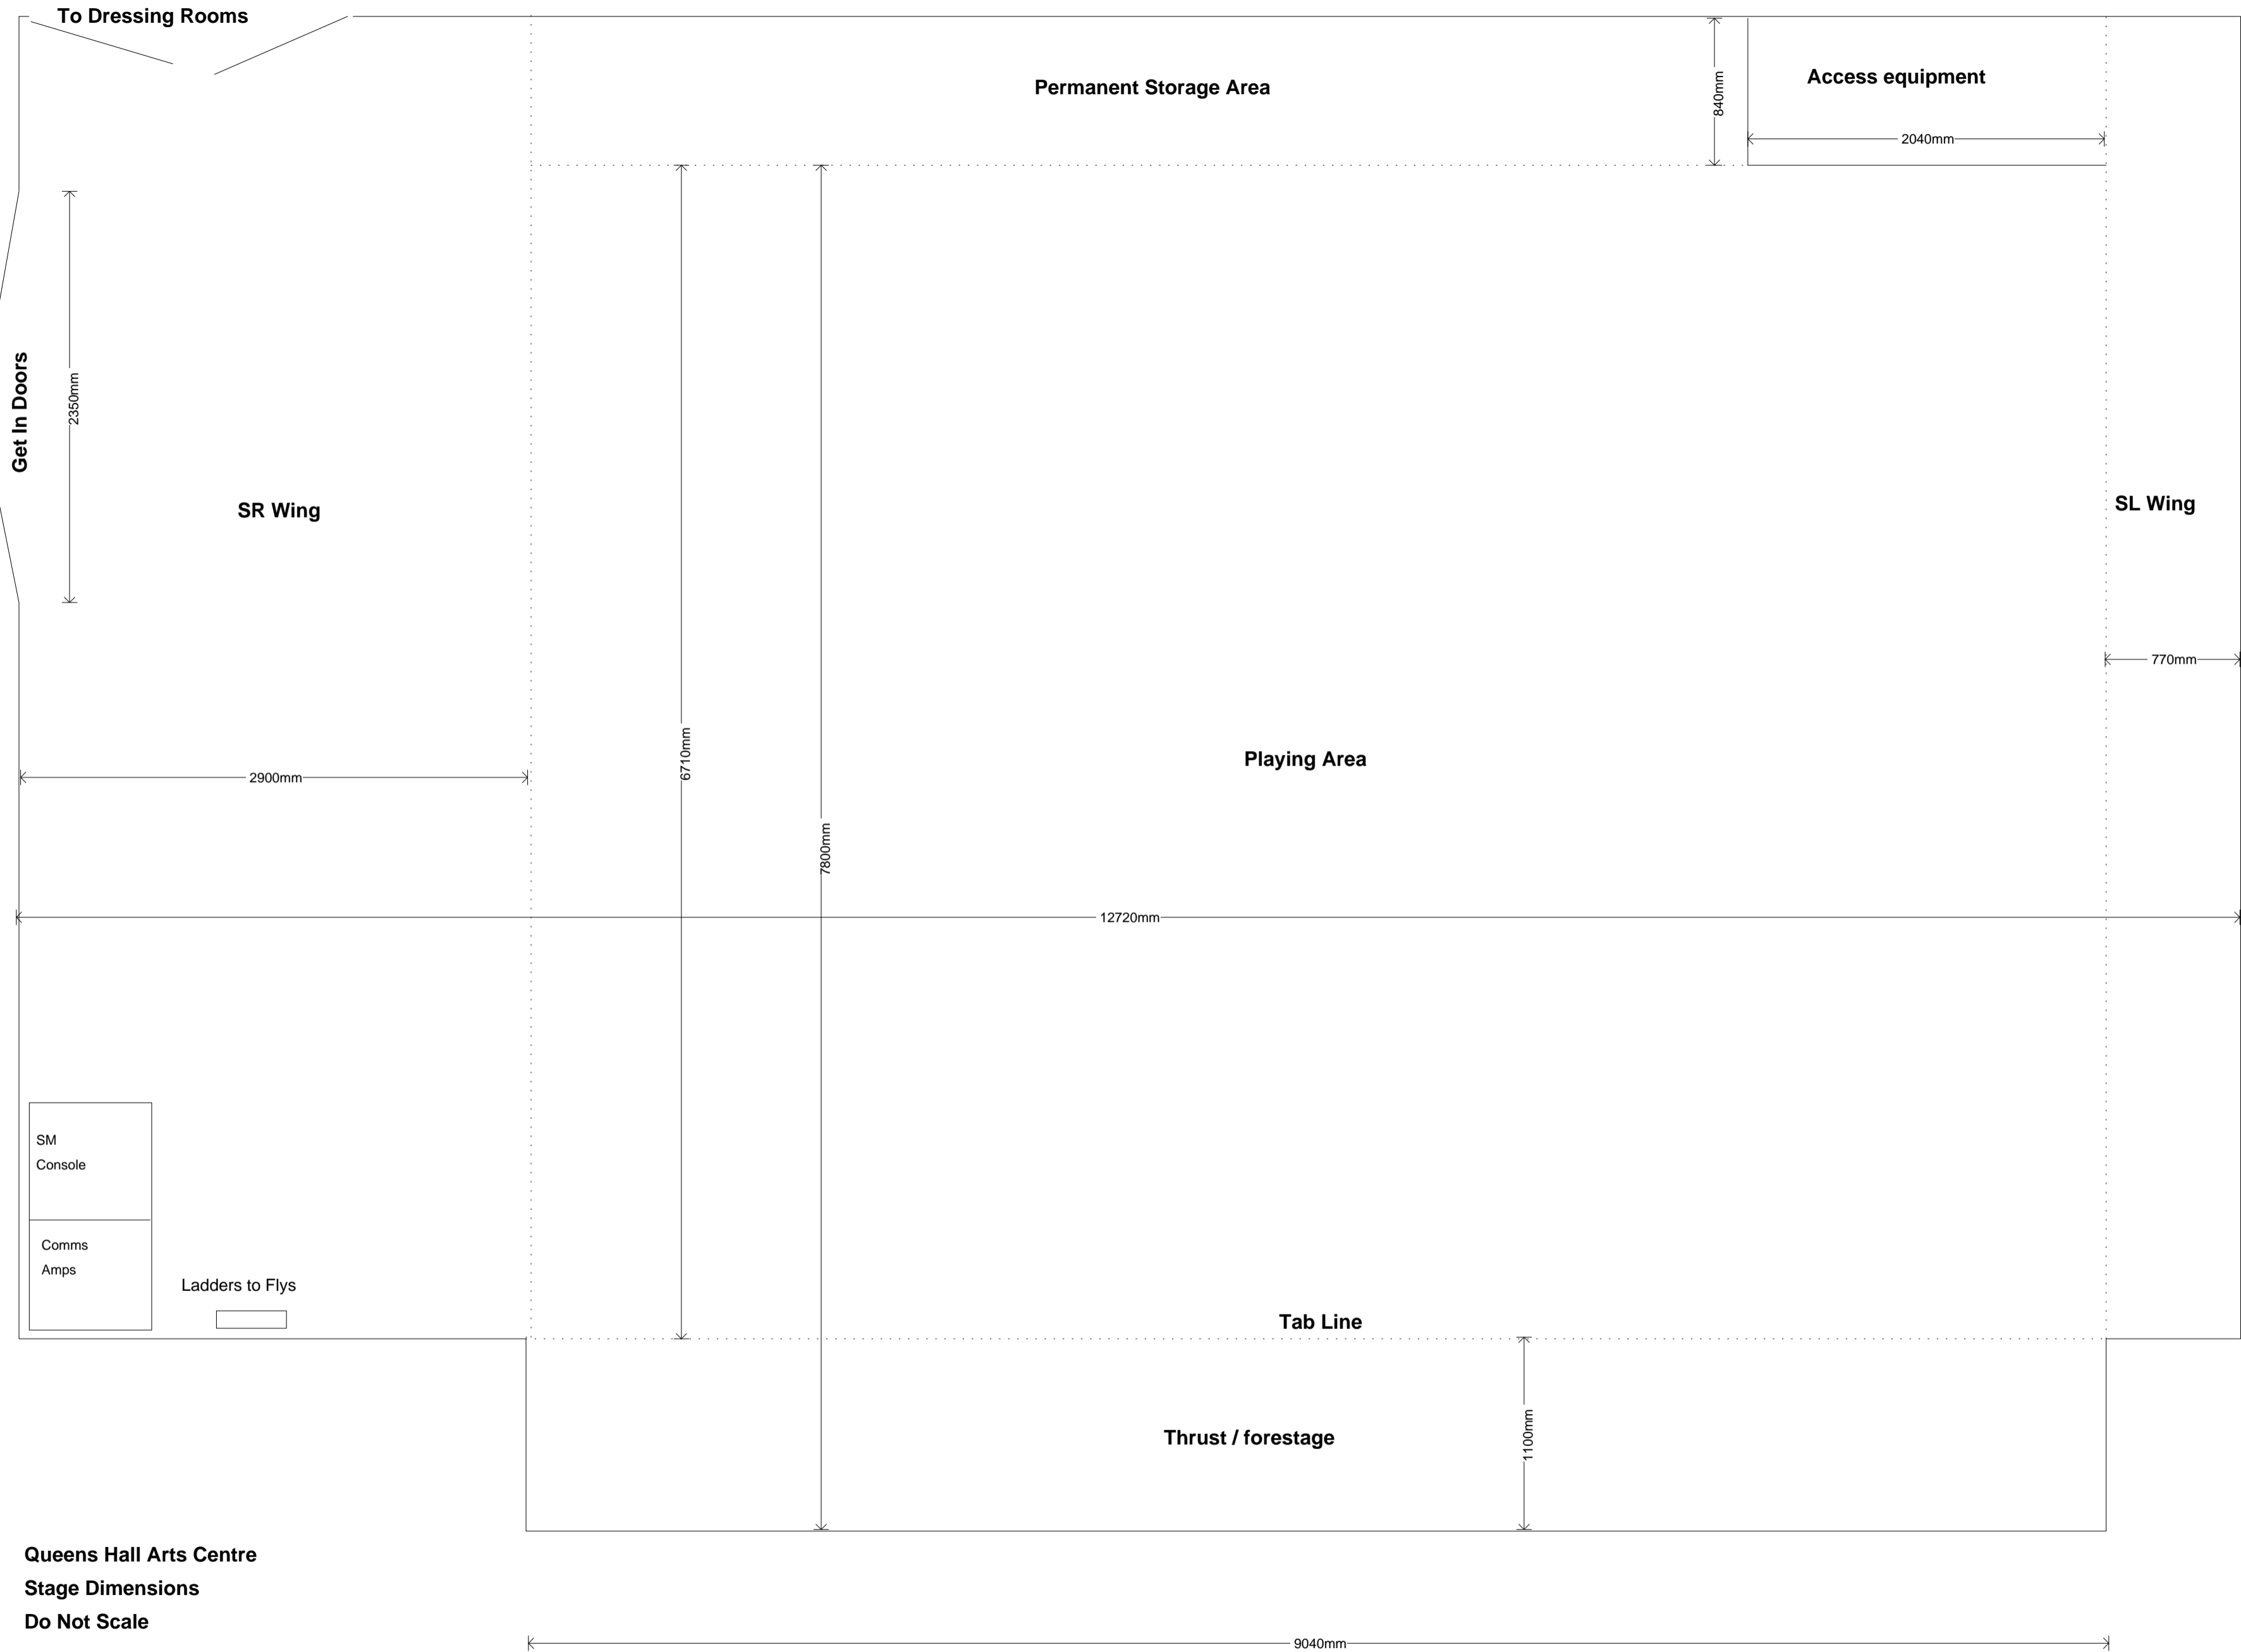 To Dressing Rooms
Permanent Storage Area
840mm
Access equipment
2040mm
Get In Doors
2350mm
SR Wing
SL Wing
770mm
6710mm
Playing Area
2900mm
7800mm
12720mm
SM
Console
Comms
Amps
Ladders to Flys
Tab Line
Thrust / forestage
1100mm
Queens Hall Arts Centre
Stage Dimensions
Do Not Scale
9040mm